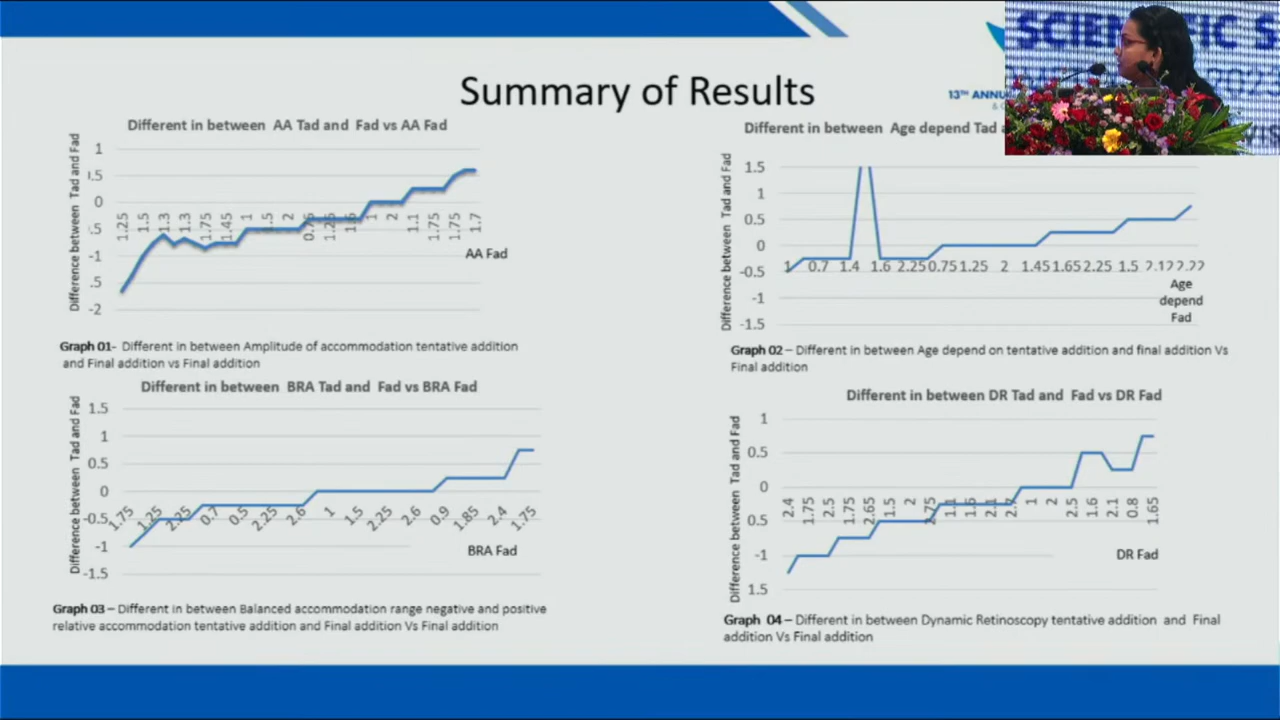 SCIENTIFIC S
Summary of Results
13TH ANNU
Different in between AA Tad and Fad vs AA Fad
Difference between Tad and Fad
1
.5
0
.5
-1
.5
-2
1.25 1.5 1.3 1.3 1.75 1.45 1 1.5 2 1.25 1 2 1.1 1.75 1.75 1.7
AA Fad
Graph 01- Different in between Amplitude of accommodation tentative addition
and Final addition vs Final addition
Different in between Age depend Tad a
Difference between Tad and Fad
1.5
1
0.5
0
-0.5
-1
-1.5
1 0.7 1.4 1.6 2.25 0.75 1.25 2 1.45 1.65 2.25 1.5
Age
depend
Fad
Graph 02 – Different in between Age depend on tentative addition and final addition Vs
Final addition
Different in between BRA Tad and Fad vs BRA Fad
Difference between Tad and Fad
1.5
1
0.5
0
-0.5
-1
-1.5
1.75 1.25 2.25 0.7 0.5 2.25 2.6 1 1.5 2.25 2.6 0.9 1.85 2.4 1.75
BRA Fad
Graph 03 – Different in between Balanced accommodation range negative and positive
relative accommodation tentative addition and Final addition Vs Final addition
Different in between DR Tad and Fad vs DR Fad
Difference between Tad and Fad
1
0.5
0
0.5
-1
1.5
2.4 1.75 2.5 1.75 2.65 1.5 2 2.75 1.1 1.6 2.1 1 2 2.5 1.6 2.1 0.8 1.65
DR Fad
Graph 04 – Different in between Dynamic Retinoscopy tentative addition and Final
addition Vs Final addition